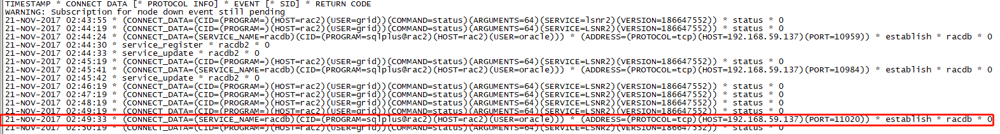 TIMESTAMP * CONNECT DATA [* PROTOCOL INFO] * EVENT [* SID] * RETURN CODE
WARNING: Subscription for node down event still pending
21-NOV-2017 02:43:55 * (CONNECT_DATA=(CID=(PROGRAM=)(HOST=rac2)(USER=grid))(COMMAND=status)(ARGUMENTS=64)(SERVICE=lsnr2)(VERSION=186647552)) * status * 0
21-NOV-2017 02:44:19 * (CONNECT_DATA=(CID=(PROGRAM=)(HOST=rac2)(USER=grid))(COMMAND=status)(ARGUMENTS=64)(SERVICE=LSNR2)(VERSION=186647552)) * status * 0
21-NOV-2017 02:44:24 * (CONNECT_DATA=(SERVICE_NAME=racdb)(CID=(PROGRAM=sqlplus@rac2)(HOST=rac2)(USER=oracle))) * (ADDRESS=(PROTOCOL=tcp)(HOST=192.168.59.137)(PORT=10959)) * establish * racdb * 0
21-NOV-2017 02:44:30 * service_register * racdb2 * 0
21-NOV-2017 02:44:33 * service_update * racdb2 * 0
21-NOV-2017 02:45:19 * (CONNECT_DATA=(CID=(PROGRAM=)(HOST=rac2)(USER=grid))(COMMAND=status)(ARGUMENTS=64)(SERVICE=LSNR2)(VERSION=186647552)) * status * 0
21-NOV-2017 02:45:41 * (CONNECT_DATA=(SERVICE_NAME=racdb)(CID=(PROGRAM=sqlplus@rac2)(HOST=rac2)(USER=oracle))) * (ADDRESS=(PROTOCOL=tcp)(HOST=192.168.59.137)(PORT=10984)) * establish * racdb * 0
21-NOV-2017 02:45:42 * service_update * racdb2 * 0
21-NOV-2017 02:46:19 * (CONNECT_DATA=(CID=(PROGRAM=)(HOST=rac2)(USER=grid))(COMMAND=status)(ARGUMENTS=64)(SERVICE=LSNR2)(VERSION=186647552)) * status * 0
21-NOV-2017 02:47:19 * (CONNECT_DATA=(CID=(PROGRAM=)(HOST=rac2)(USER=grid))(COMMAND=status)(ARGUMENTS=64)(SERVICE=LSNR2)(VERSION=186647552)) * status * 0
21-NOV-2017 02:48:19 * (CONNECT_DATA=(CID=(PROGRAM=)(HOST=rac2)(USER=grid))(COMMAND=status)(ARGUMENTS=64)(SERVICE=LSNR2)(VERSION=186647552)) * status * 0
21-NOV-2017 02:49:19 * (CONNECT_DATA=(CID=(PROGRAM=)(HOST=rac2)(USER=grid))(COMMAND=status)(ARGUMENTS=64)(SERVICE=LSNR2)(VERSION=186647552)) * status * 0
21-NOV-2017 02:49:33 * (CONNECT_DATA=(SERVICE_NAME=racdb)(CID=(PROGRAM=sqlplus@rac2)(HOST=rac2)(USER=oracle))) * (ADDRESS=(PROTOCOL=tcp)(HOST=192.168.59.137)(PORT=11020)) * establish * racdb * 0
21-NOV-2017 02:50:19 * (CONNECT_DATA=(CID=(PROGRAM=)(HOST=rac2)(USER=grid))(COMMAND=status)(ARGUMENTS=64)(SERVICE=LSNR2)(VERSION=186647552)) * status * 0